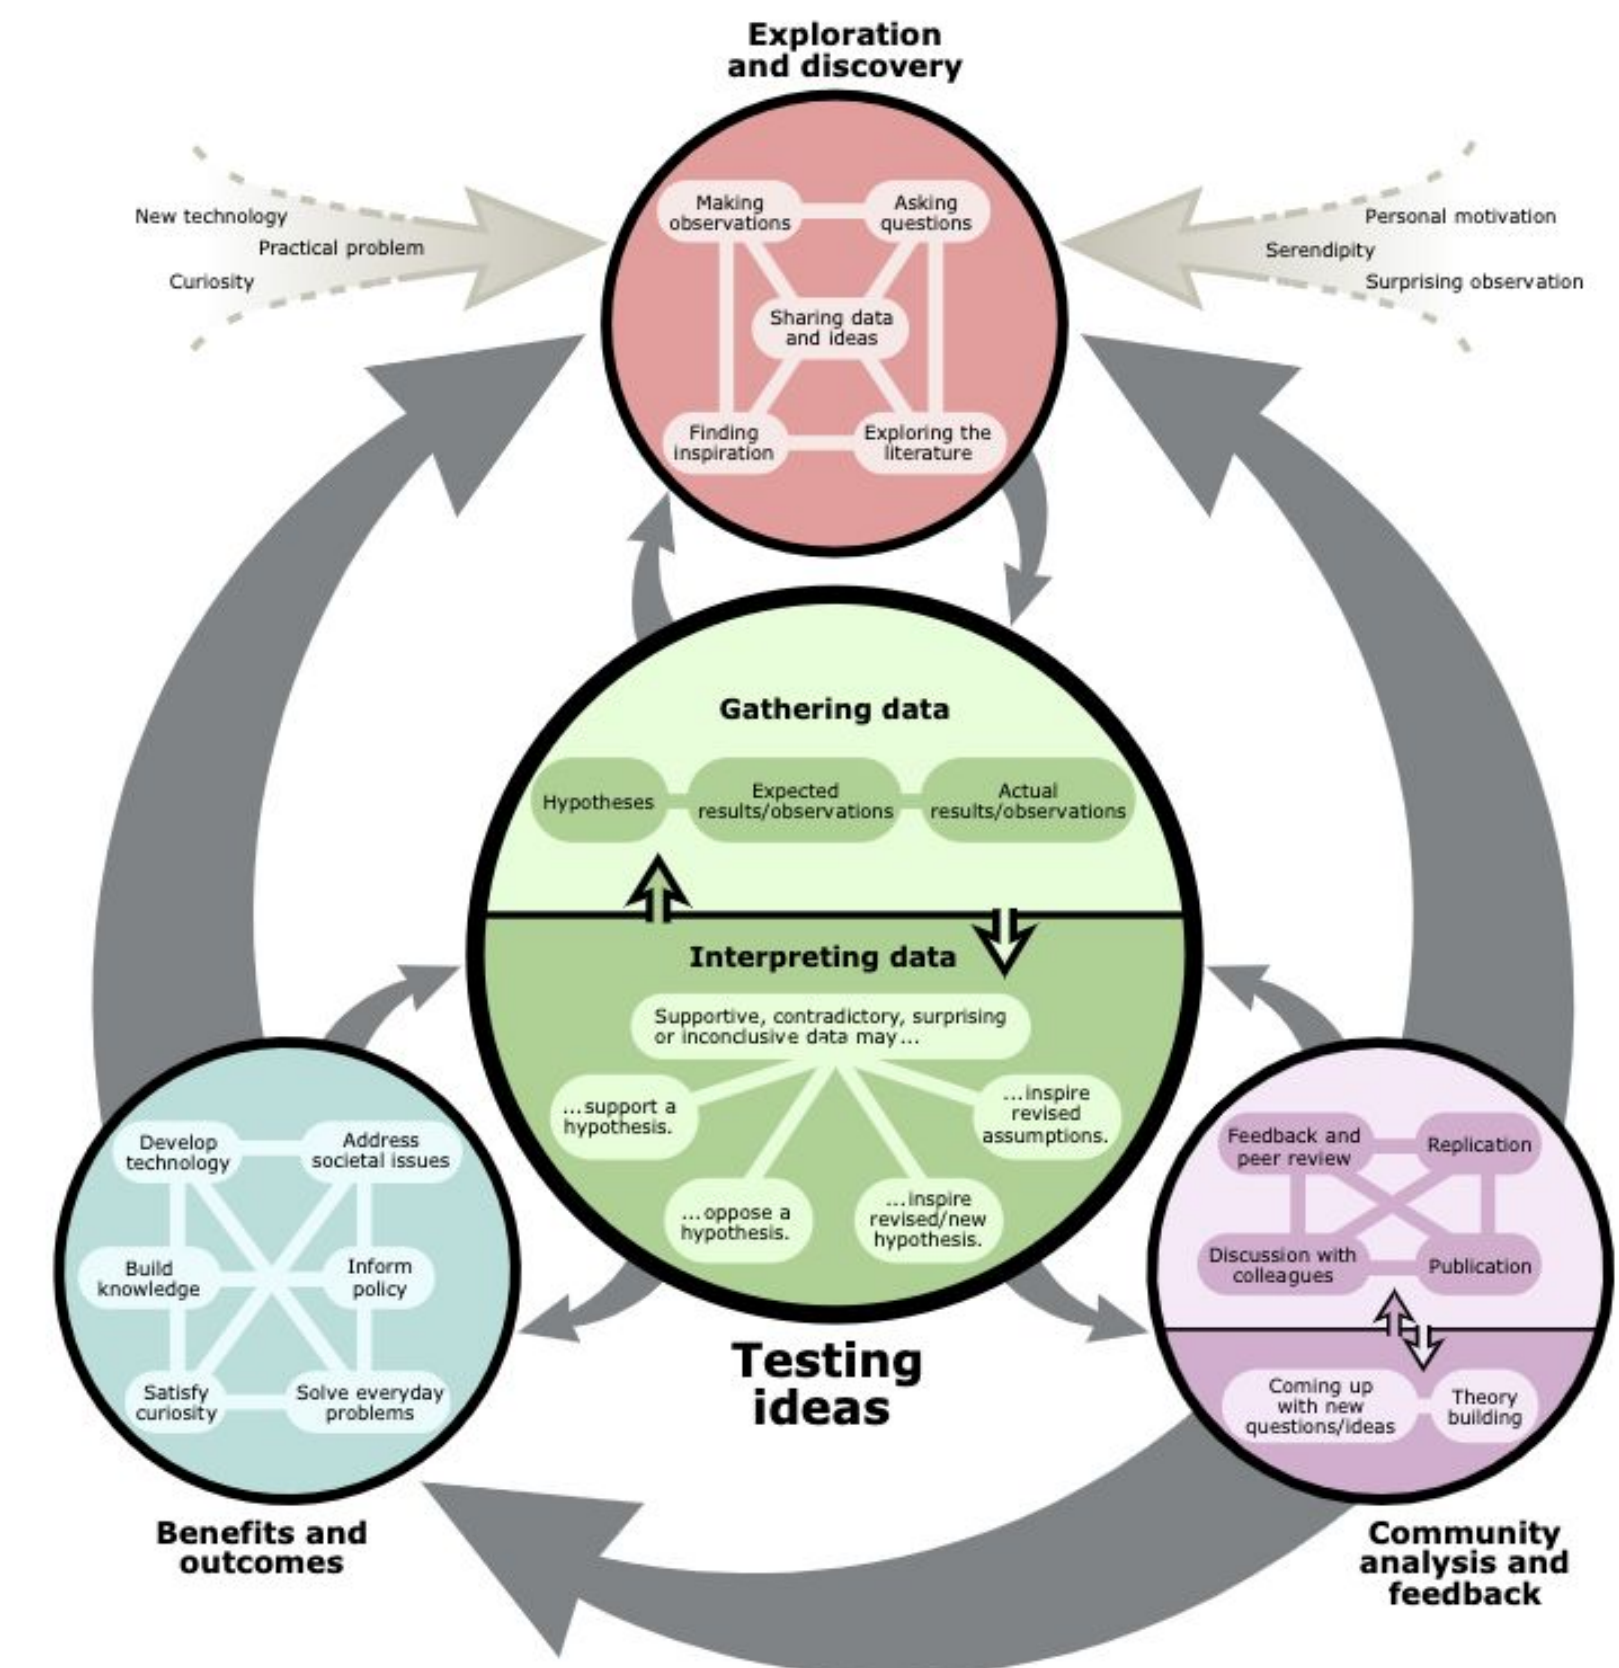 Exploration
and discovery
New technology
Practical problem
Curiosity
Personal motivation
Serendipity
Surprising observation
Making
observations
Asking
questions
Sharing data
and ideas
Finding
inspiration
Exploring the
literature
Gathering data
Hypotheses
Expected
results/observations
Actual
results/observations
Interpreting data
Supportive, contradictory, surprising
or inconclusive data may...
...support a
hypothesis.
...oppose a
hypothesis.
...inspire
revised/new
hypothesis.
...inspire
revised
assumptions.
Testing
ideas
Develop
technology
Address
societal issues
Build
knowledge
Inform
policy
Satisfy
curiosity
Solve everyday
problems
Benefits and
outcomes
Feedback and
peer review
Replication
Discussion with
colleagues
Publication
Coming up
with new
questions/ideas
Theory
building
Community
analysis and
feedback